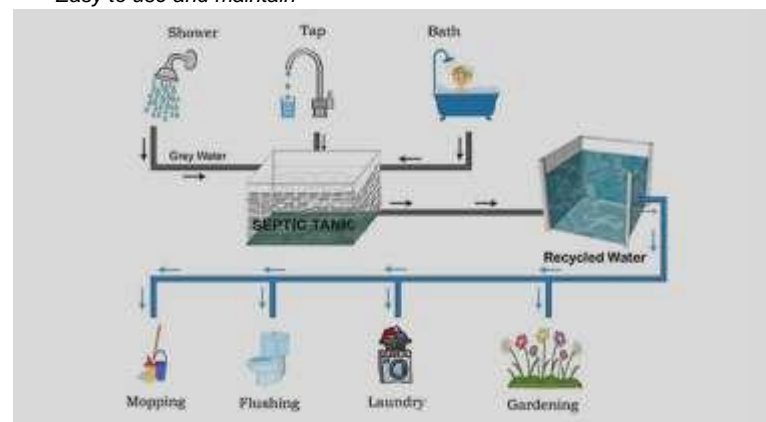 Easy to use and maintain
Shower
Tap
Bath
Grey Water
SEPTIC TANK
Recycled Water
Mopping
Flushing
Laundry
Gardening